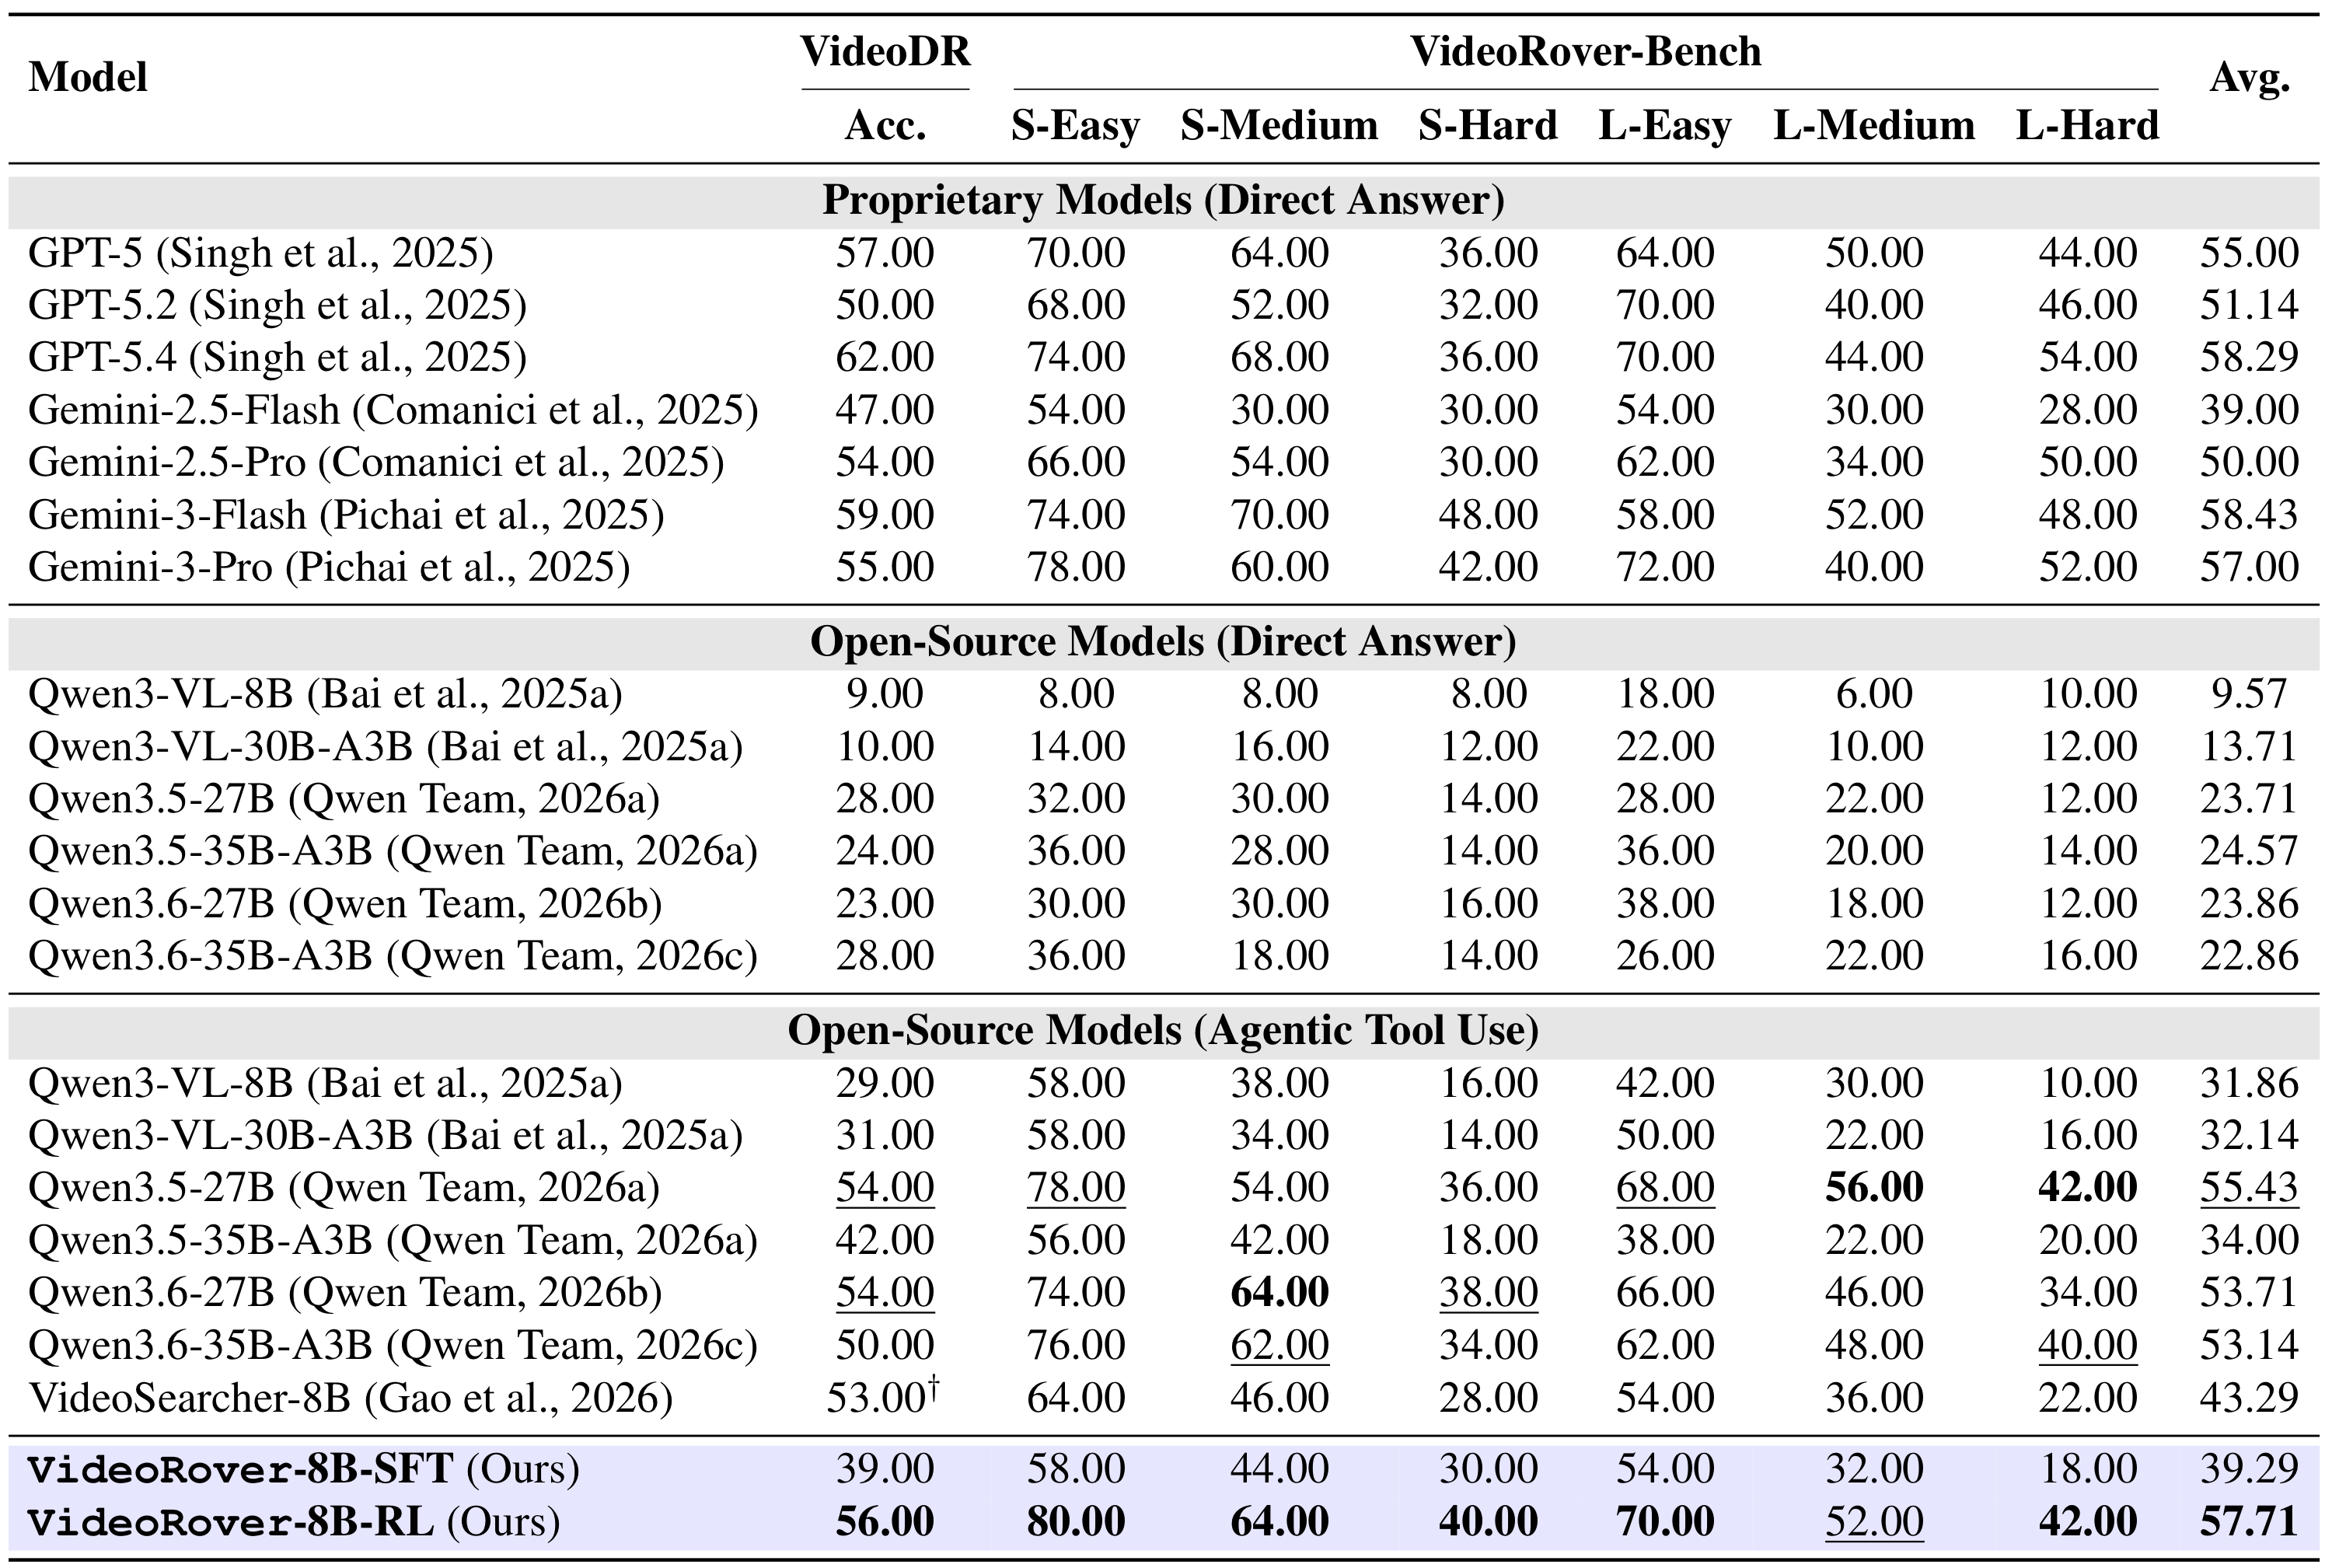 Model VideoDR VideoRover-Bench Avg.
Acc. S-Easy S-Medium S-Hard L-Easy L-Medium L-Hard
Proprietary Models (Direct Answer)
GPT-5 (Singh et al., 2025) 57.00 70.00 64.00 36.00 64.00 50.00 44.00 55.00
GPT-5.2 (Singh et al., 2025) 50.00 68.00 52.00 32.00 70.00 40.00 46.00 51.14
GPT-5.4 (Singh et al., 2025) 62.00 74.00 68.00 36.00 70.00 44.00 54.00 58.29
Gemini-2.5-Flash (Comanici et al., 2025) 47.00 54.00 30.00 30.00 54.00 30.00 28.00 39.00
Gemini-2.5-Pro (Comanici et al., 2025) 54.00 66.00 54.00 30.00 62.00 34.00 50.00 50.00
Gemini-3-Flash (Pichai et al., 2025) 59.00 74.00 70.00 48.00 58.00 52.00 48.00 58.43
Gemini-3-Pro (Pichai et al., 2025) 55.00 78.00 60.00 42.00 72.00 40.00 52.00 57.00
Open-Source Models (Direct Answer)
Qwen3-VL-8B (Bai et al., 2025a) 9.00 8.00 8.00 8.00 18.00 6.00 10.00 9.57
Qwen3-VL-30B-A3B (Bai et al., 2025a) 10.00 14.00 16.00 12.00 22.00 10.00 12.00 13.71
Qwen3.5-27B (Qwen Team, 2026a) 28.00 32.00 30.00 14.00 28.00 22.00 12.00 23.71
Qwen3.5-35B-A3B (Qwen Team, 2026a) 24.00 36.00 28.00 14.00 36.00 20.00 14.00 24.57
Qwen3.6-27B (Qwen Team, 2026b) 23.00 30.00 30.00 16.00 38.00 18.00 12.00 23.86
Qwen3.6-35B-A3B (Qwen Team, 2026c) 28.00 36.00 18.00 14.00 26.00 22.00 16.00 22.86
Open-Source Models (Agentic Tool Use)
Qwen3-VL-8B (Bai et al., 2025a) 29.00 58.00 38.00 16.00 42.00 30.00 10.00 31.86
Qwen3-VL-30B-A3B (Bai et al., 2025a) 31.00 58.00 34.00 14.00 50.00 22.00 16.00 32.14
Qwen3.5-27B (Qwen Team, 2026a) 54.00 78.00 54.00 36.00 68.00 56.00 42.00 55.43
Qwen3.5-35B-A3B (Qwen Team, 2026a) 42.00 56.00 42.00 18.00 38.00 22.00 20.00 34.00
Qwen3.6-27B (Qwen Team, 2026b) 54.00 74.00 64.00 38.00 66.00 46.00 34.00 53.71
Qwen3.6-35B-A3B (Qwen Team, 2026c) 50.00 76.00 62.00 34.00 62.00 48.00 40.00 53.14
VideoSearcher-8B (Gao et al., 2026) 53.00† 64.00 46.00 28.00 54.00 36.00 22.00 43.29
VideoRover-8B-SFT (Ours) 39.00 58.00 44.00 30.00 54.00 32.00 18.00 39.29
VideoRover-8B-RL (Ours) 56.00 80.00 64.00 40.00 70.00 52.00 42.00 57.71